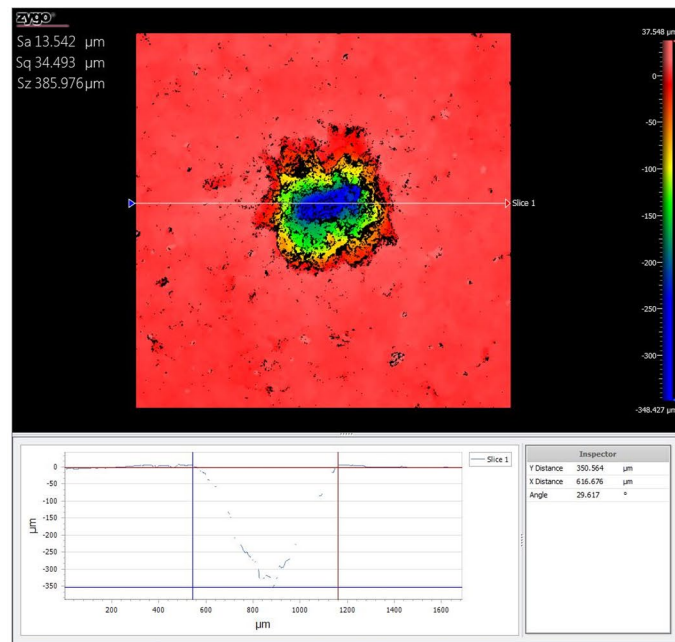 zygo®
Sa 13.542 µm
Sq 34.493 µm
Sz 385.976 µm
37.548 µm
0
-50
-100
-150
-200
-250
-300
-348.427 µm
Slice 1
0
-50
-100
-150
-200
-250
-300
-350
µm
200
400
600
800
1000
1200
1400
1600
µm
Slice 1
Inspector
Y Distance 350.564 µm
X Distance 616.676 µm
Angle 29.617 °